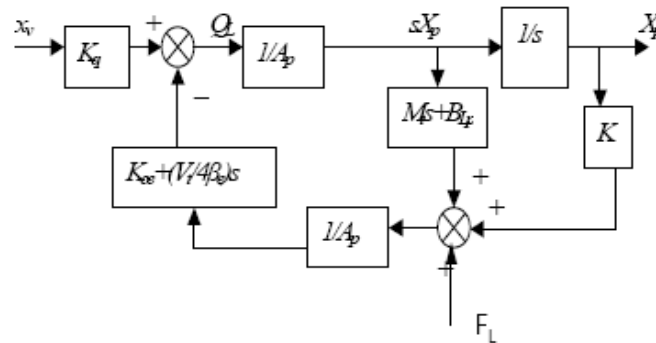 x_v
K_q
+
Q_L
1/A_p
sX_p
1/s
X_p
−
M_t s+B_Lp
K
K_ce+(V_t/4β_e)s
+
+
1/A_p
+
F_L